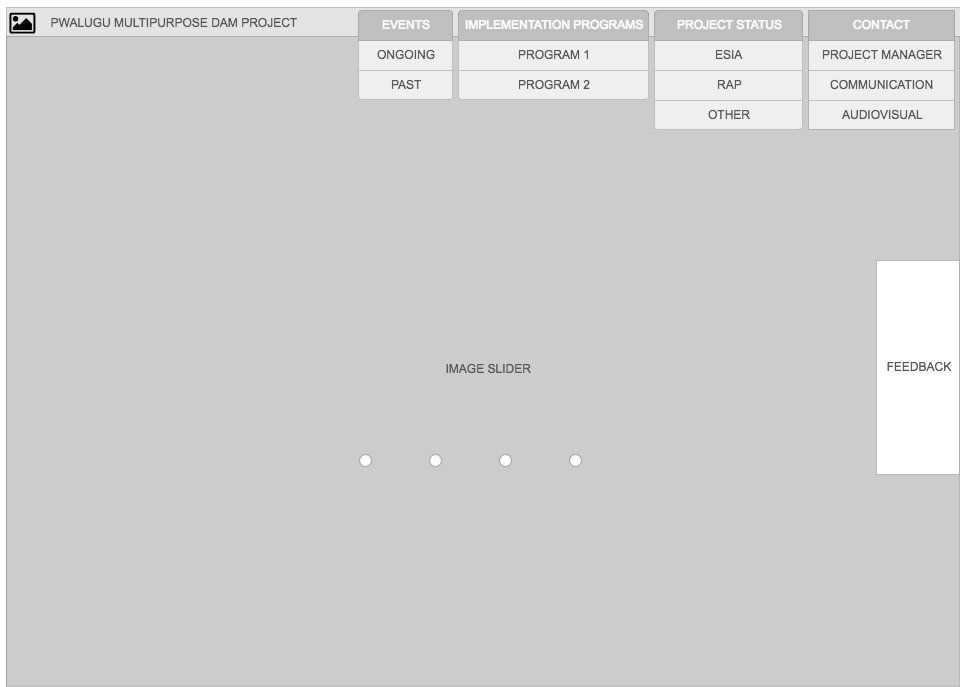 PWALUGU MULTIPURPOSE DAM PROJECT
EVENTS
ONGOING
PAST
IMPLEMENTATION PROGRAMS
PROGRAM 1
PROGRAM 2
PROJECT STATUS
ESIA
RAP
OTHER
CONTACT
PROJECT MANAGER
COMMUNICATION
AUDIOVISUAL
IMAGE SLIDER
FEEDBACK